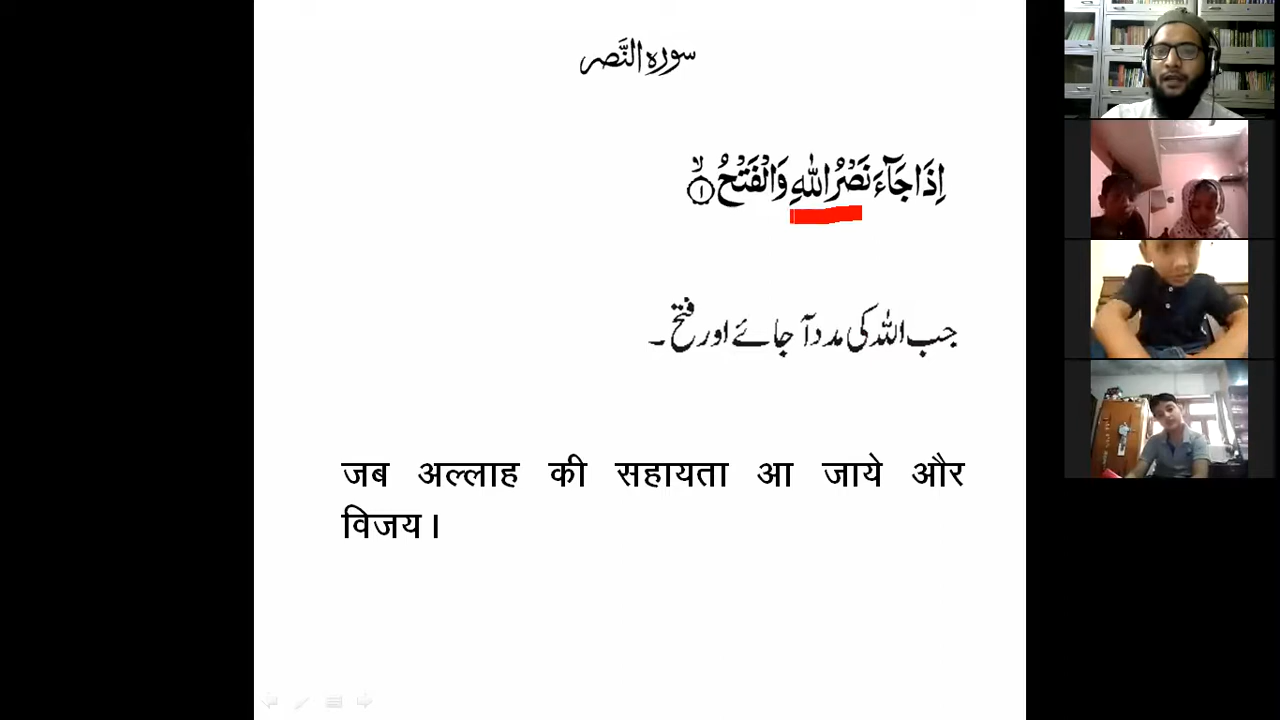 سورہ النَّصر
اِذَا جَآءَ نَصْرُ اللّٰهِ وَالْفَتْحُ ۙ﴿۱﴾
جب اللہ کی مدد آ جائے اور فتح ۔
जब अल्लाह की सहायता आ जाये और
विजय।